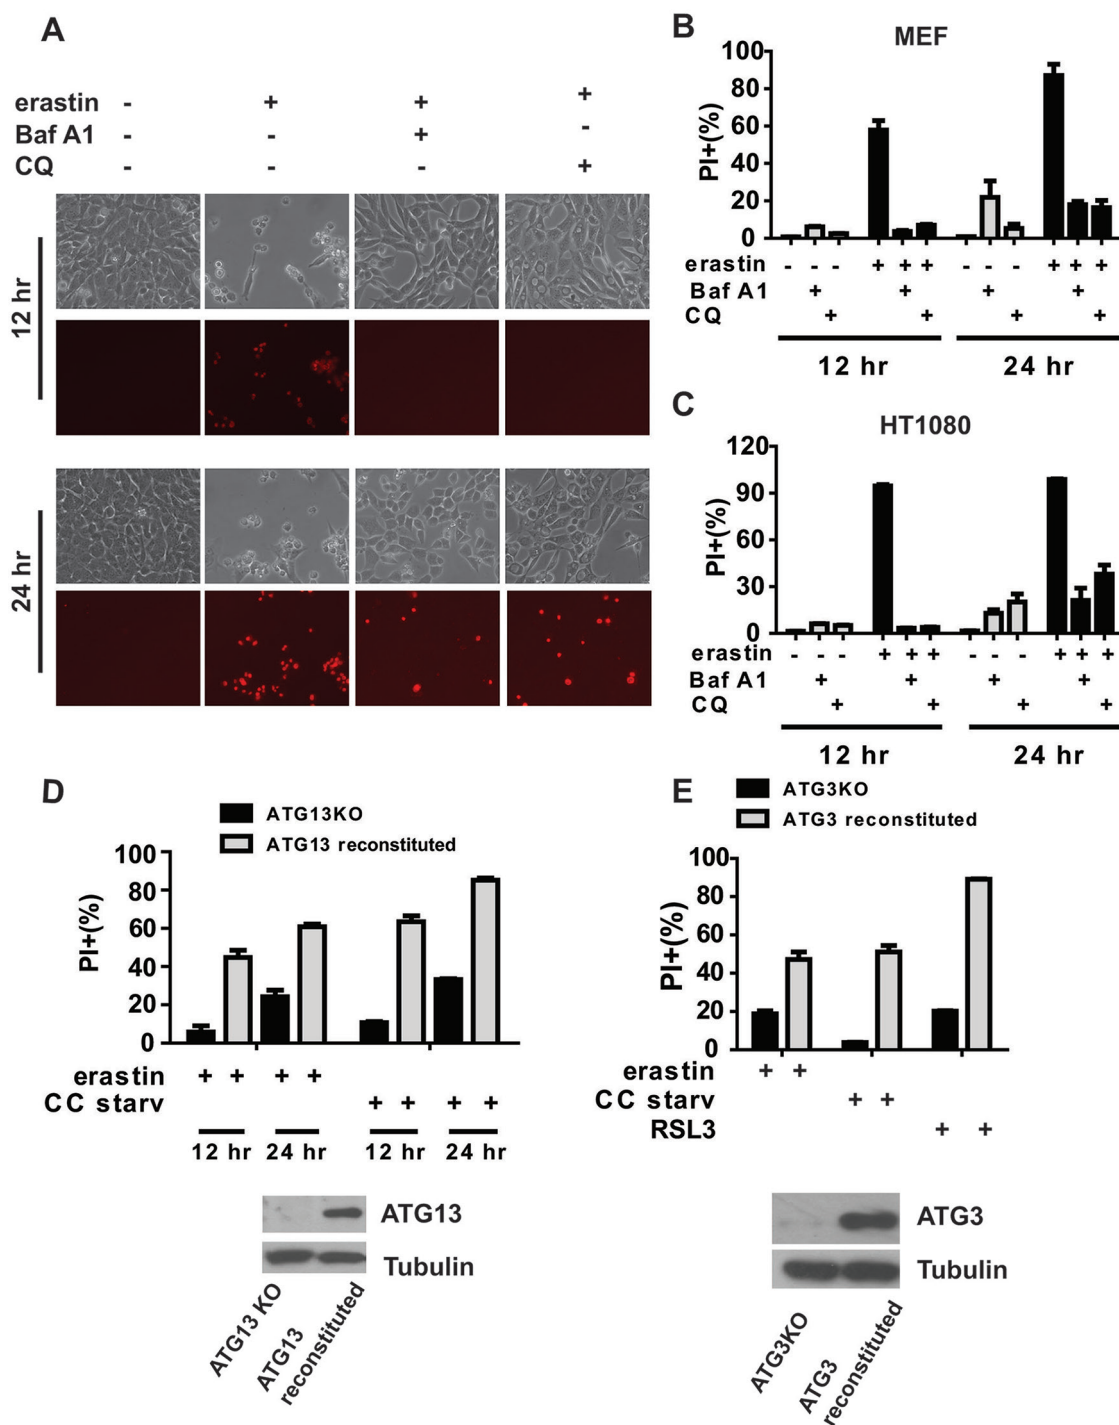 A
erastin - + + +
Baf A1 - - + -
CQ - - - +
12 hr
24 hr
B
MEF
PI+(%)
100
80
60
40
20
0
erastin - - - + + + - - - + + +
Baf A1 + + + +
CQ + + + +
12 hr 24 hr
C
HT1080
PI+(%)
120
90
60
30
0
erastin - - - + + + - - - + + +
Baf A1 + + + +
CQ + + + +
12 hr 24 hr
D
ATG13KO
ATG13 reconstituted
PI+(%)
100
80
60
40
20
0
erastin + + + +
CC starv + + + +
12 hr 24 hr 12 hr 24 hr
ATG13
Tubulin
ATG13 KO
ATG13
reconstituted
E
ATG3KO
ATG3 reconstituted
PI+(%)
100
80
60
40
20
0
erastin + +
CC starv + +
RSL3 + +
ATG3
Tubulin
ATG3KO
ATG3
reconstituted